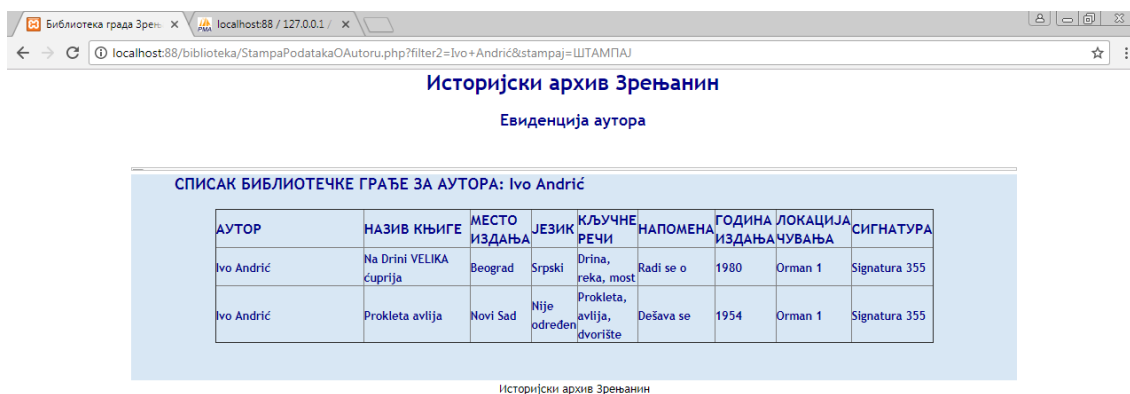 Библиотека града Зрењ
localhost:88 / 127.0.0.1 /
localhost:88/biblioteka/StampaPodatakaOAutoru.php?filter2=Ivo+Andrić&stampaj=ШТАМПАЈ
Историјски архив Зрењанин
Евиденција аутора
СПИСАК БИБЛИОТЕЧКЕ ГРАЂЕ ЗА АУТОРА: Ivo Andrić
АУТОР НАЗИВ КЊИГЕ МЕСТО ИЗДАЊА ЈЕЗИК КЉУЧНЕ РЕЧИ НАПОМЕНА ГОДИНА ИЗДАЊА ЛОКАЦИЈА ЧУВАЊА СИГНАТУРА
Ivo Andrić Na Drini VELIKA ćuprija Beograd Srpski Drina, reka, most Radi se o 1980 Orman 1 Signatura 355
Ivo Andrić Prokleta avlija Novi Sad Nije određen Prokleta, avlija, dvorište Dešava se 1954 Orman 1 Signatura 355
Историјски архив Зрењанин